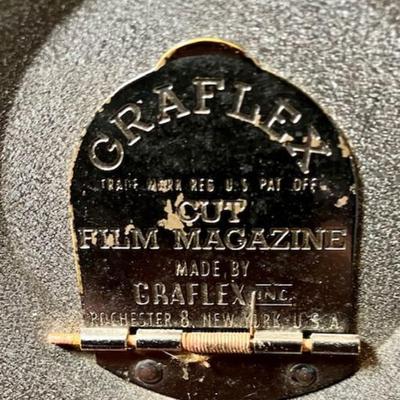 GRAFLEX
TRADE MARK REG U.S PAT. OFF.
CUT
FILM MAGAZINE
MADE BY
GRAFLEX INC.
ROCHESTER 8, NEW YORK, U.S.A.